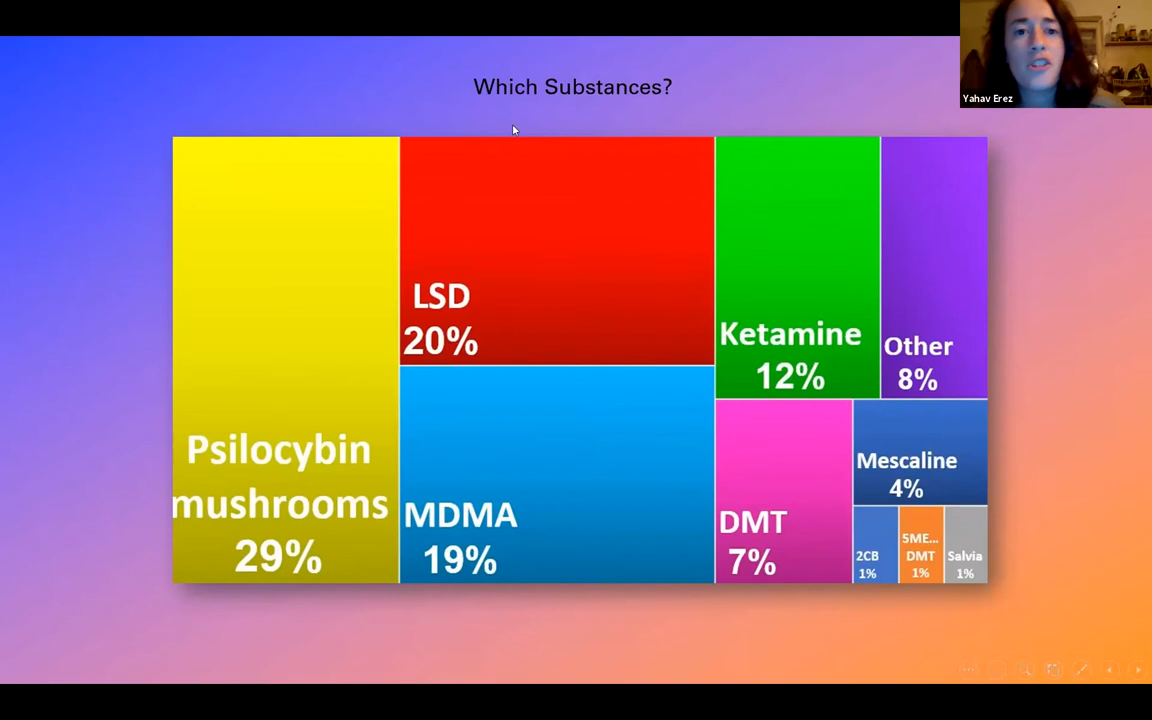 Which Substances?
Yahav Erez
Psilocybin
mushrooms
29%
LSD
20%
MDMA
19%
Ketamine
12%
Other
8%
DMT
7%
Mescaline
4%
2CB
1%
5ME...
DMT
1%
Salvia
1%